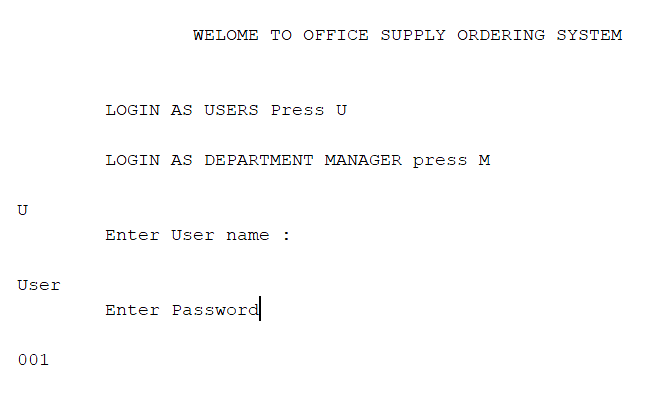 WELOME TO OFFICE SUPPLY ORDERING SYSTEM
LOGIN AS USERS Press U
LOGIN AS DEPARTMENT MANAGER press M
U
Enter User name :
User
Enter Password
001